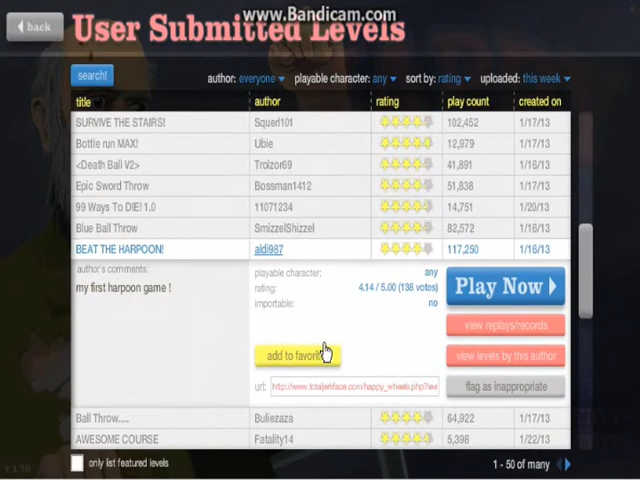 www.Bandicam.com
back
User Submitted Levels
search!
author: everyone playable character: any sort by: rating uploaded: this week
title author rating play count created on
SURVIVE THE STAIRS! Squerl101 102,452 1/17/13
Bottle run MAX! Ubie 12,979 1/17/13
<Death Ball V2> Trolzor69 41,891 1/16/13
Epic Sword Throw Bossman1412 51,838 1/16/13
99 Ways To DIE! 1.0 11071234 14,751 1/20/13
Blue Ball Throw SmizzelShizzel 82,572 1/16/13
BEAT THE HARPOON! aldi987 117,250 1/16/13
author's comments:
my first harpoon game !
playable character: any
rating: 4.14 / 5.00 (138 votes)
importable: no
Play Now
view replays/records
add to favorit
view levels by this author
url: http://www.totaljerkface.com/happy_wheels.php?lev
flag as inappropriate
Ball Throw..... Buliezaza 64,922 1/17/13
AWESOME COURSE Fatality14 5,398 1/22/13
only list featured levels
1 - 50 of many